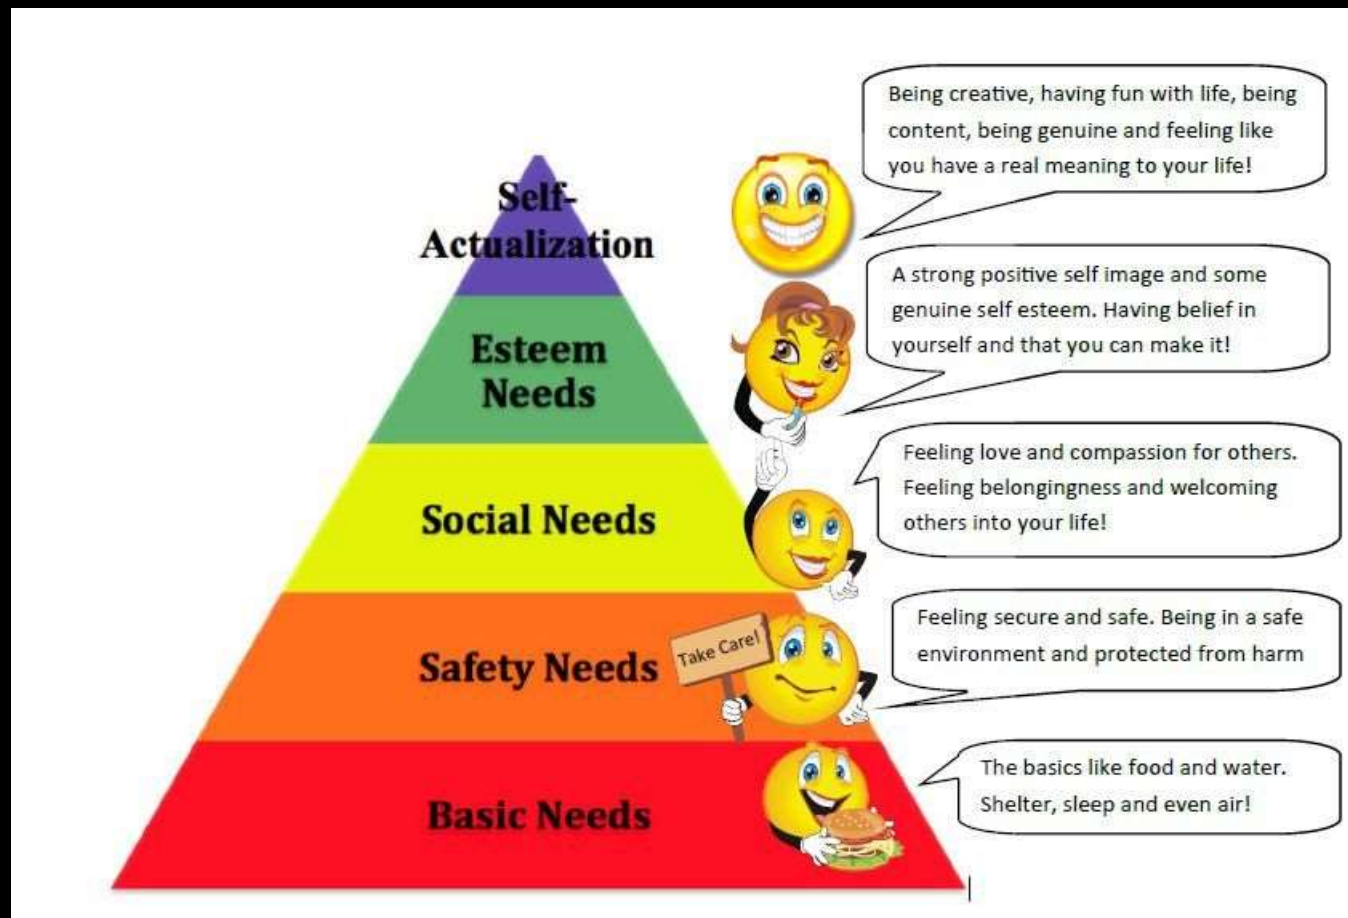 Self-
Actualization
Being creative, having fun with life, being
content, being genuine and feeling like
you have a real meaning to your life!
Esteem
Needs
A strong positive self image and some
genuine self esteem. Having belief in
yourself and that you can make it!
Social Needs
Feeling love and compassion for others.
Feeling belongingness and welcoming
others into your life!
Safety Needs
Take Care!
Feeling secure and safe. Being in a safe
environment and protected from harm
Basic Needs
The basics like food and water.
Shelter, sleep and even air!